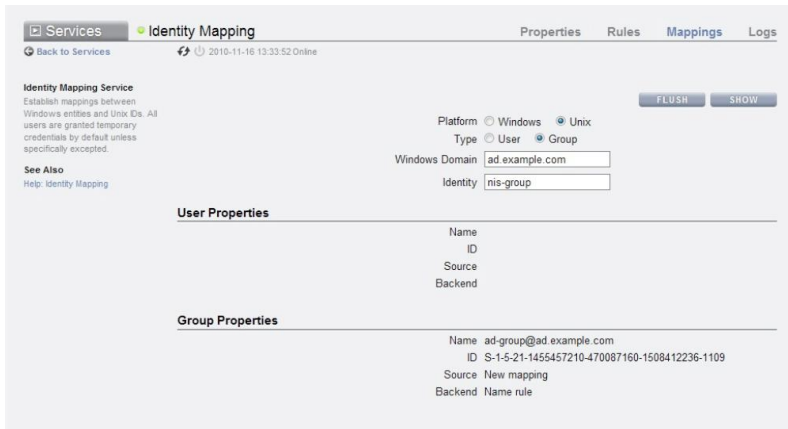 Services
Identity Mapping
Properties Rules Mappings Logs
Back to Services
2010-11-16 13:33:52 Online
Identity Mapping Service
Establish mappings between
Windows entities and Unix IDs. All
users are granted temporary
credentials by default unless
specifically excepted.
See Also
Help: Identity Mapping
FLUSH SHOW
Platform Windows Unix
Type User Group
Windows Domain ad.example.com
Identity nis-group
User Properties
Name
ID
Source
Backend
Group Properties
Name ad-group@ad.example.com
ID S-1-5-21-1455457210-470087160-1508412236-1109
Source New mapping
Backend Name rule